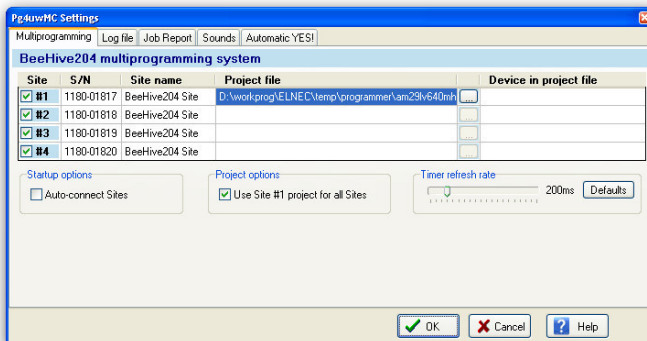 Pg4uwMC Settings
Multiprogramming Log file Job Report Sounds Automatic YES!
BeeHive204 multiprogramming system
Site S/N Site name Project file Device in project file
#1 1180-01817 BeeHive204 Site D:\workprog\ELNEC\temp\programmer\am29lv640mh ...
#2 1180-01818 BeeHive204 Site ...
#3 1180-01819 BeeHive204 Site ...
#4 1180-01820 BeeHive204 Site ...
Startup options Project options Timer refresh rate
Auto-connect Sites Use Site #1 project for all Sites 200ms Defaults
OK Cancel Help